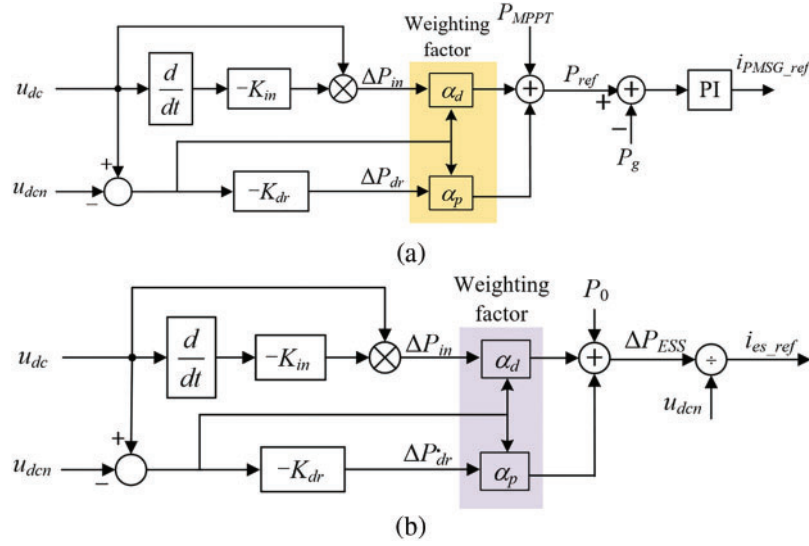 Weighting factor
P_MPPT
u_dc
d/dt
−K_in
ΔP_in
α_d
P_ref
i_PMSG_ref
+
−
PI
P_g
+
u_dcn
−
−K_dr
ΔP_dr
α_p
(a)
Weighting factor
P_0
u_dc
d/dt
−K_in
ΔP_in
α_d
+
ΔP_ESS
÷
i_es_ref
u_dcn
+
u_dcn
−
−K_dr
ΔP_dr
α_p
(b)